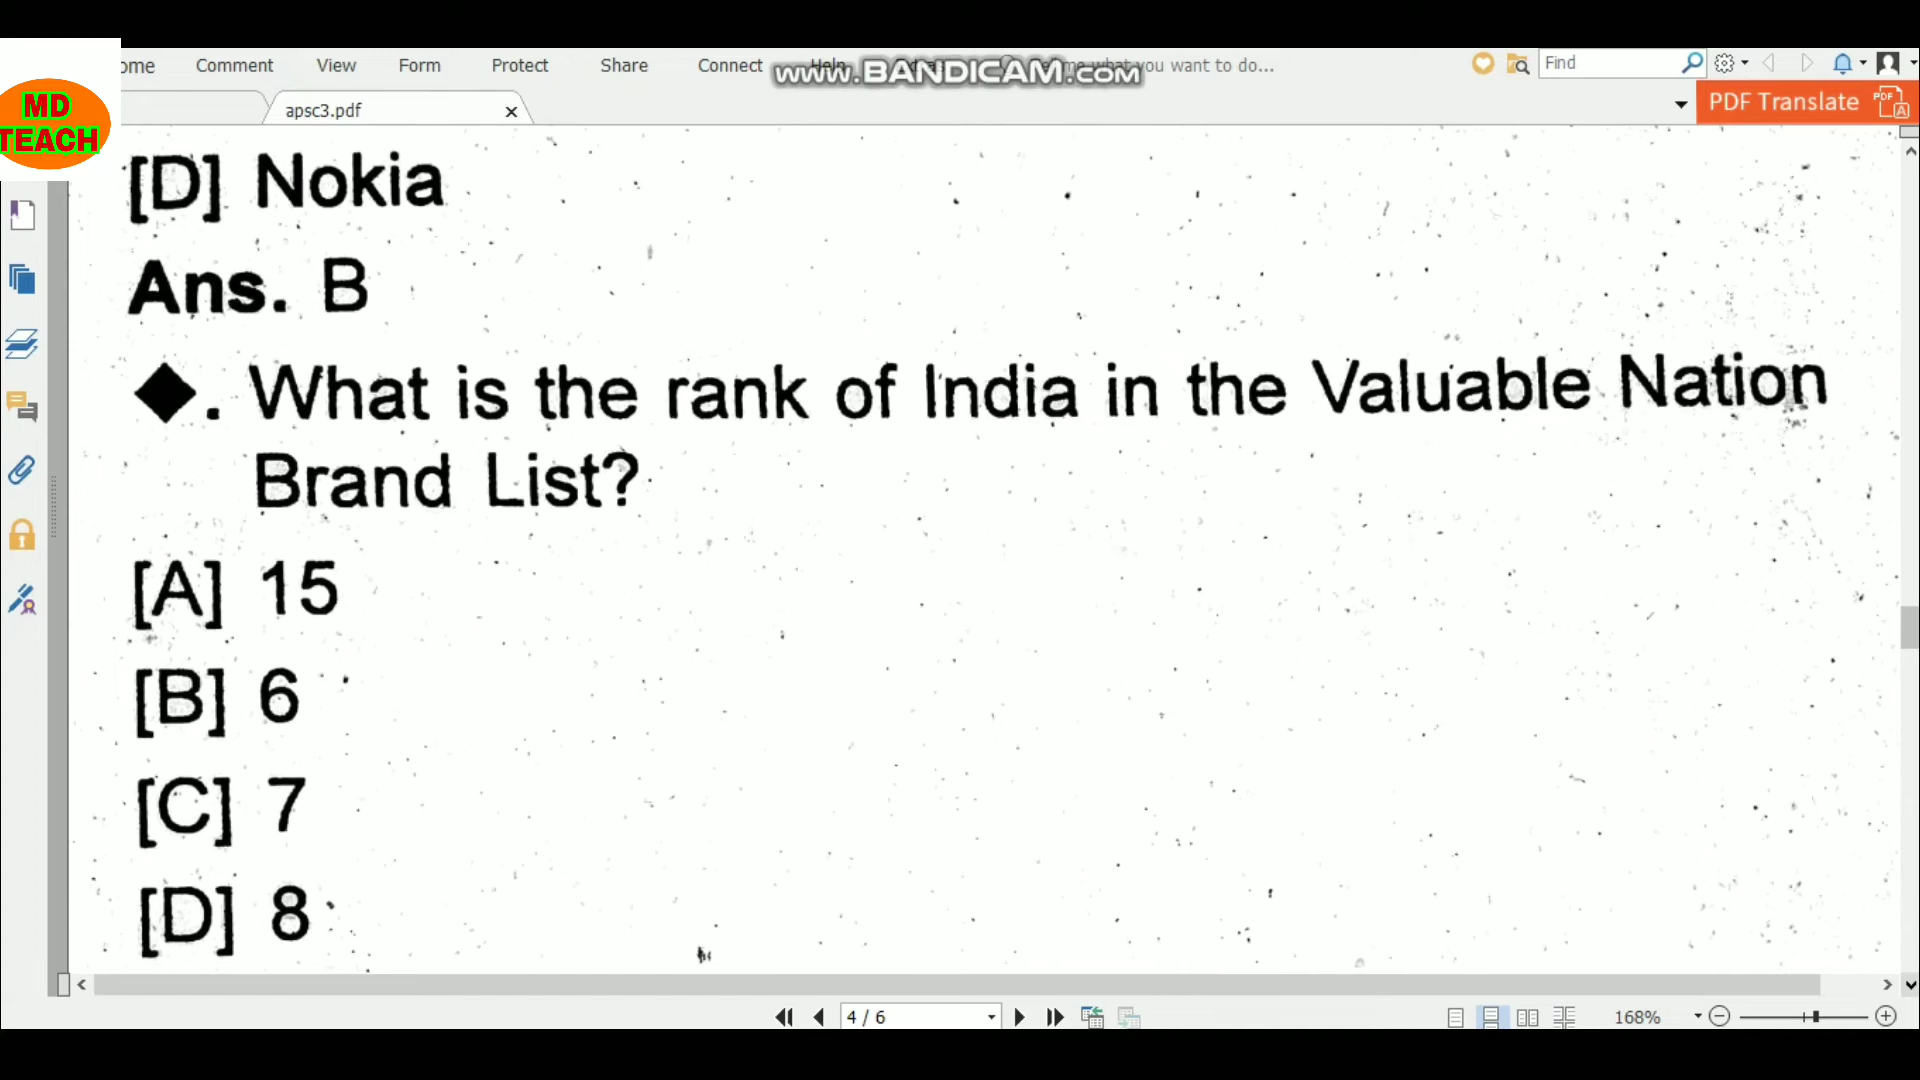 ome Comment View Form Protect Share Connect Help www.BANDICAM.com what you want to do... Find
MD
TEACH
apsc3.pdf
PDF Translate
[D] Nokia
Ans. B
◆. What is the rank of India in the Valuable Nation
Brand List?
[A] 15
[B] 6
[C] 7
[D] 8
4 / 6
168%